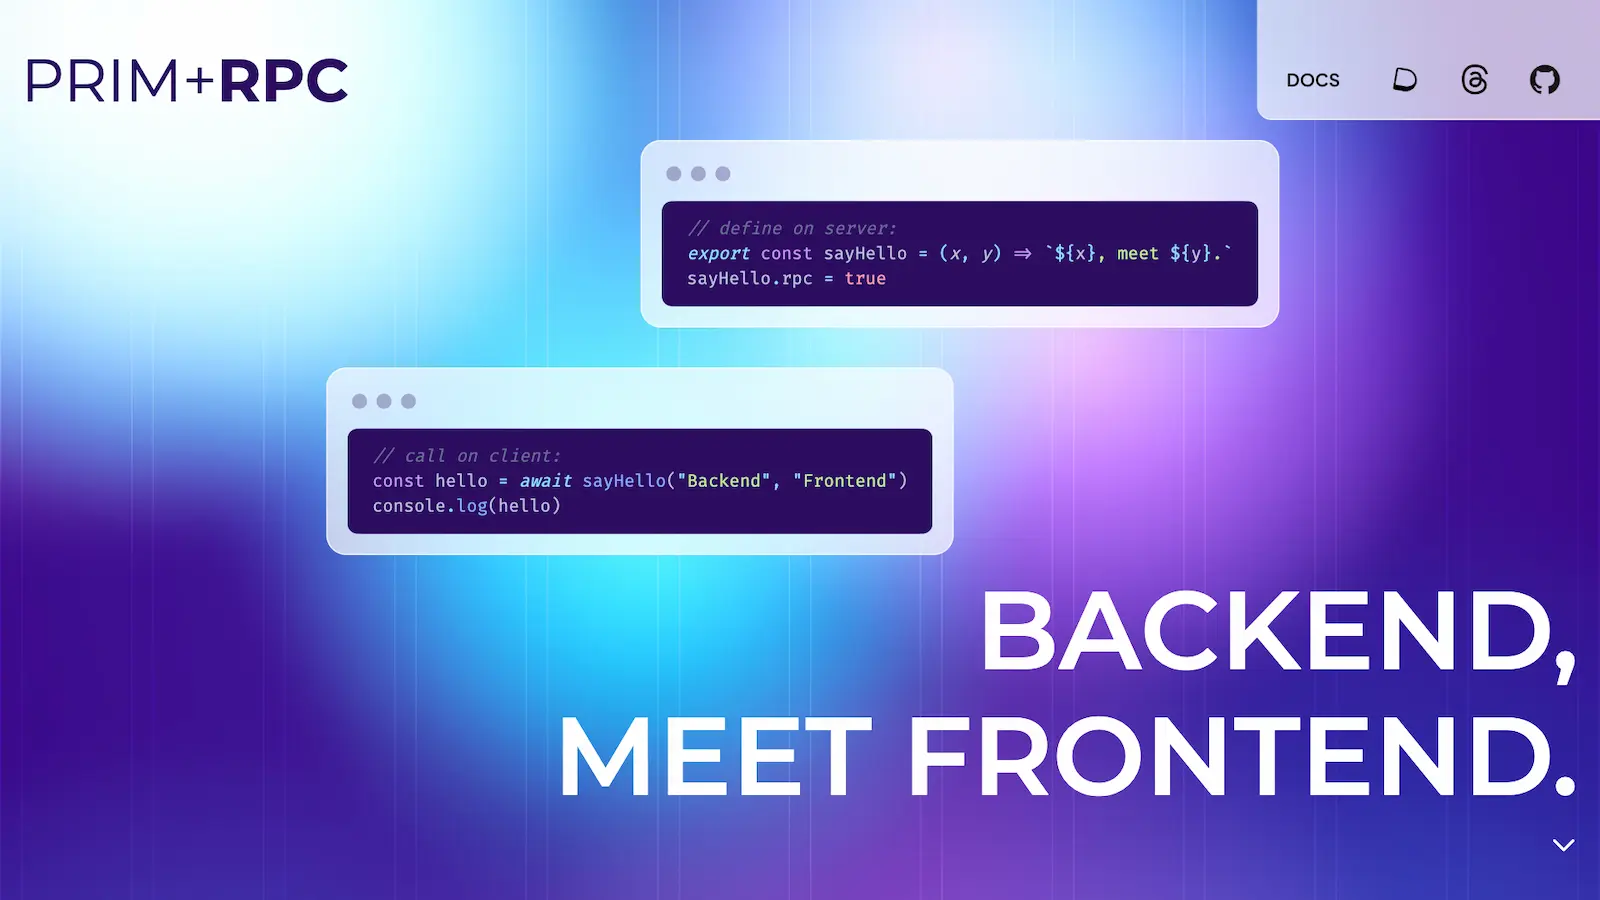 PRIM+RPC
DOCS
// define on server:
export const sayHello = (x, y) => `${x}, meet ${y}.`
sayHello.rpc = true
// call on client:
const hello = await sayHello("Backend", "Frontend")
console.log(hello)
BACKEND,
MEET FRONTEND.